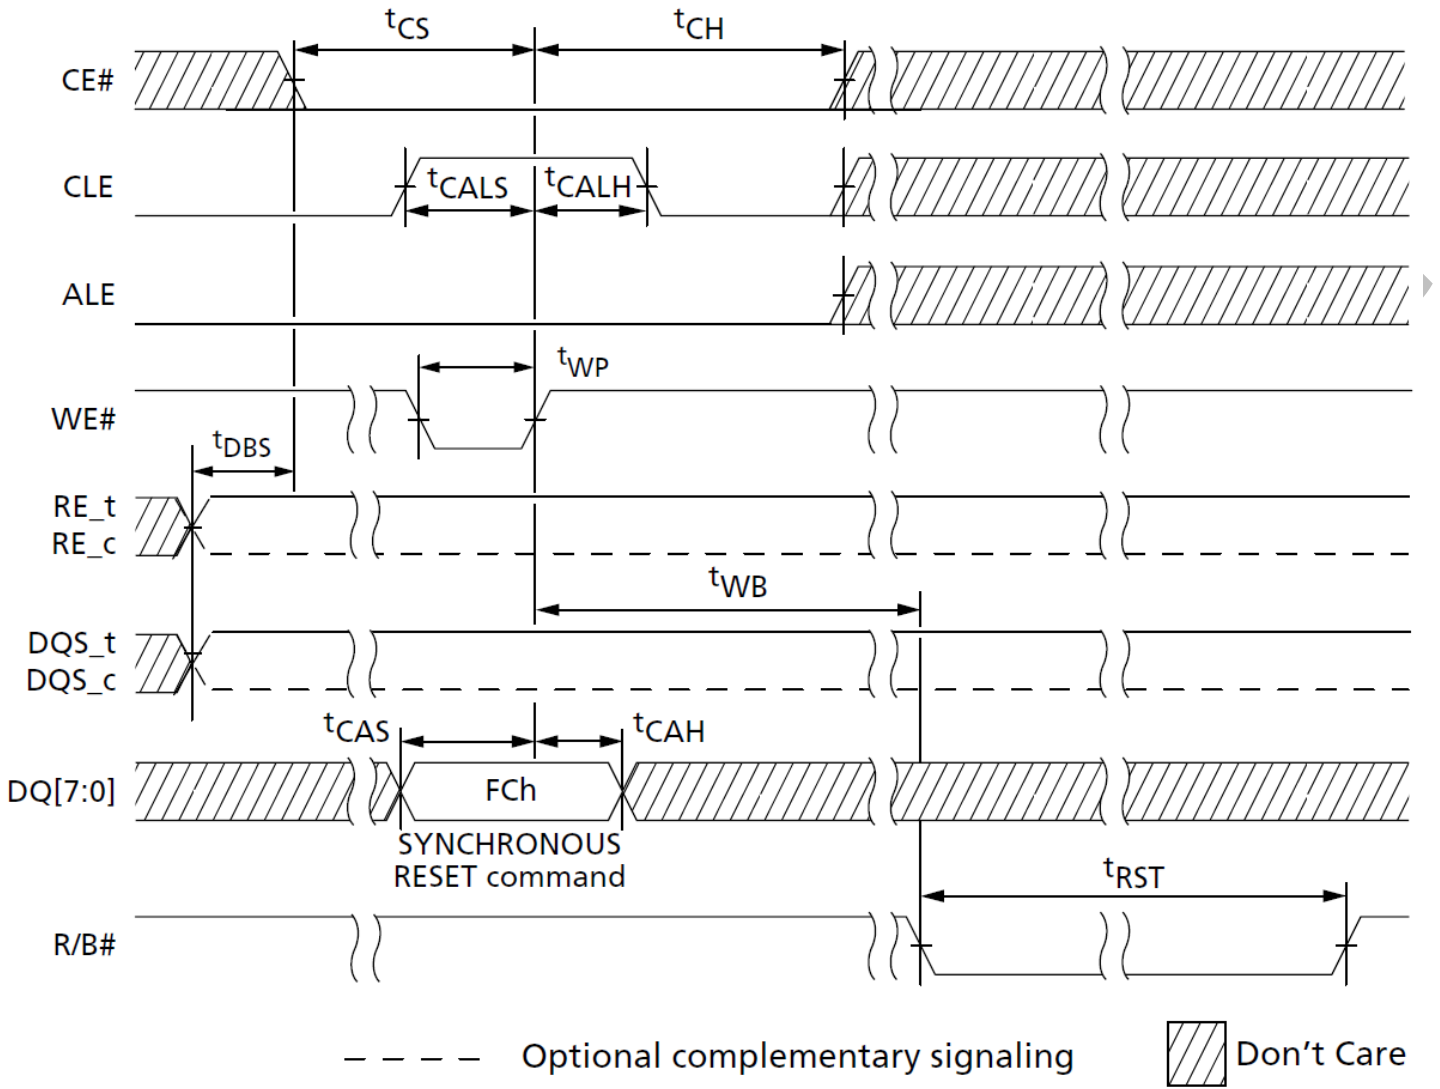 tCS tCH
CE#
CLE tCALS tCALH
ALE
tWP
WE#
tDBS
RE_t
RE_c
tWB
DQS_t
DQS_c
tCAS tCAH
DQ[7:0] FCh
SYNCHRONOUS
RESET command
tRST
R/B#
Optional complementary signaling Don't Care